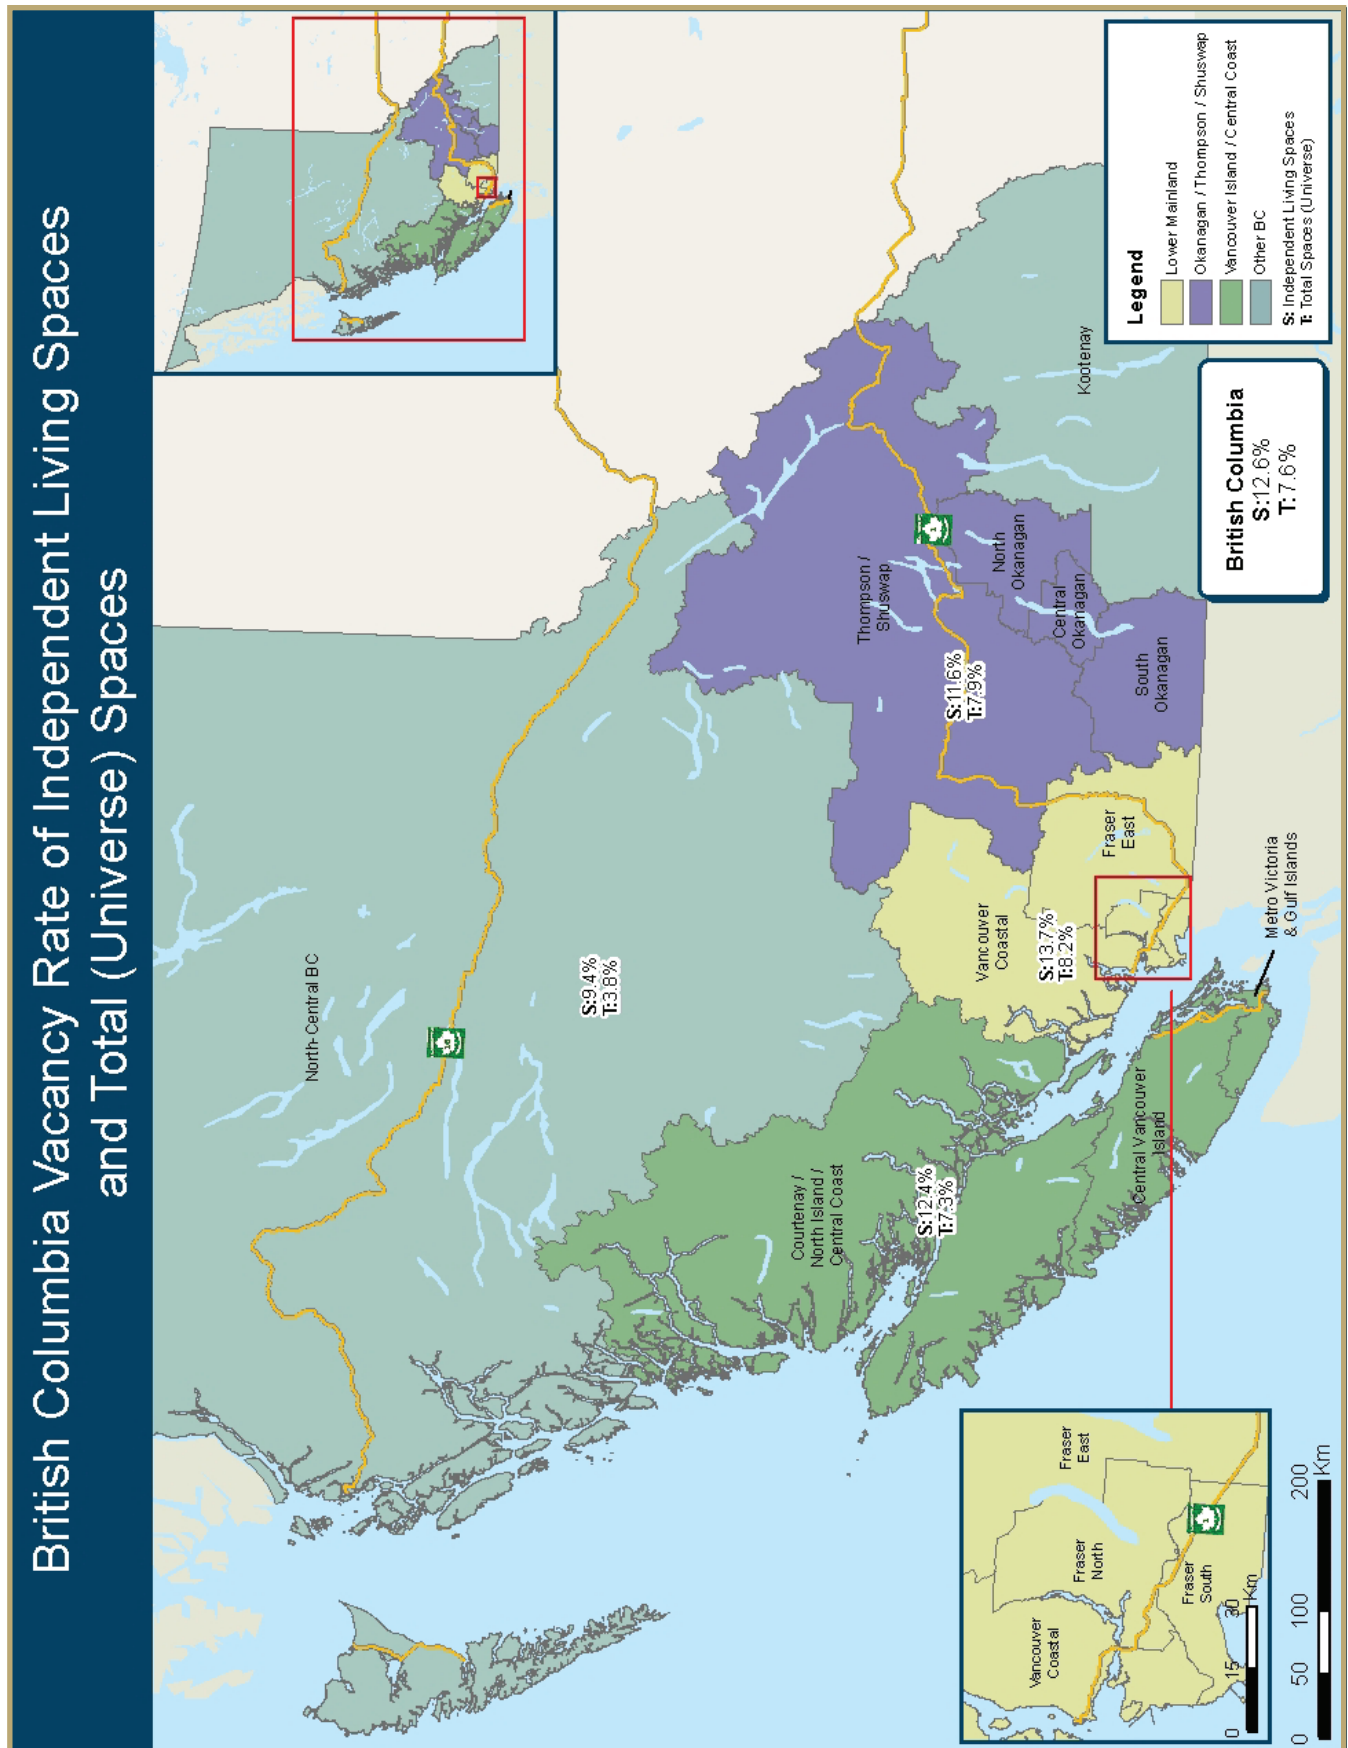 British Columbia Vacancy Rate of Independent Living Spaces
and Total (Universe) Spaces
North-Central BC
S:9.4%
T:3.8%
Courtenay /
North Island /
Central Coast
S:12.4%
T:7.3%
Vancouver
Coastal
S:13.7%
T:8.2%
Fraser
East
Thompson /
Shuswap
S:11.6%
T:7.9%
North
Okanagan
Central
Okanagan
South
Okanagan
Kootenay
Central Vancouver
Island
Metro Victoria
& Gulf Islands
Vancouver
Coastal
Fraser
North
Fraser
East
Fraser
South
1
0 15 30
Km
0 50 100 200
Km
British Columbia
S:12.6%
T:7.6%
Legend
Lower Mainland
Okanagan / Thompson / Shuswap
Vancouver Island / Central Coast
Other BC
S: Independent Living Spaces
T: Total Spaces (Universe)